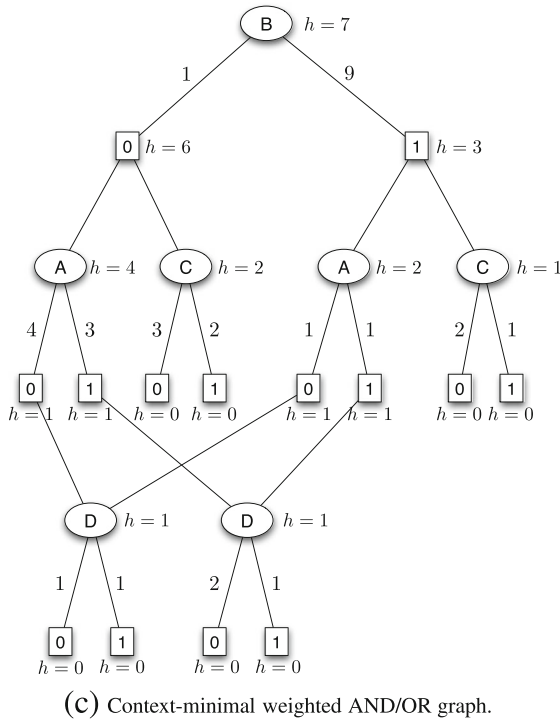 B h = 7
1 9
0 h = 6 1 h = 3
A h = 4 C h = 2 A h = 2 C h = 1
4 3 3 2 1 1 2 1
0 1 0 1 0 1 0 1
h = 1 h = 1 h = 0 h = 0 h = 1 h = 1 h = 0 h = 0
D h = 1 D h = 1
1 1 2 1
0 1 0 1
h = 0 h = 0 h = 0 h = 0
(c) Context-minimal weighted AND/OR graph.